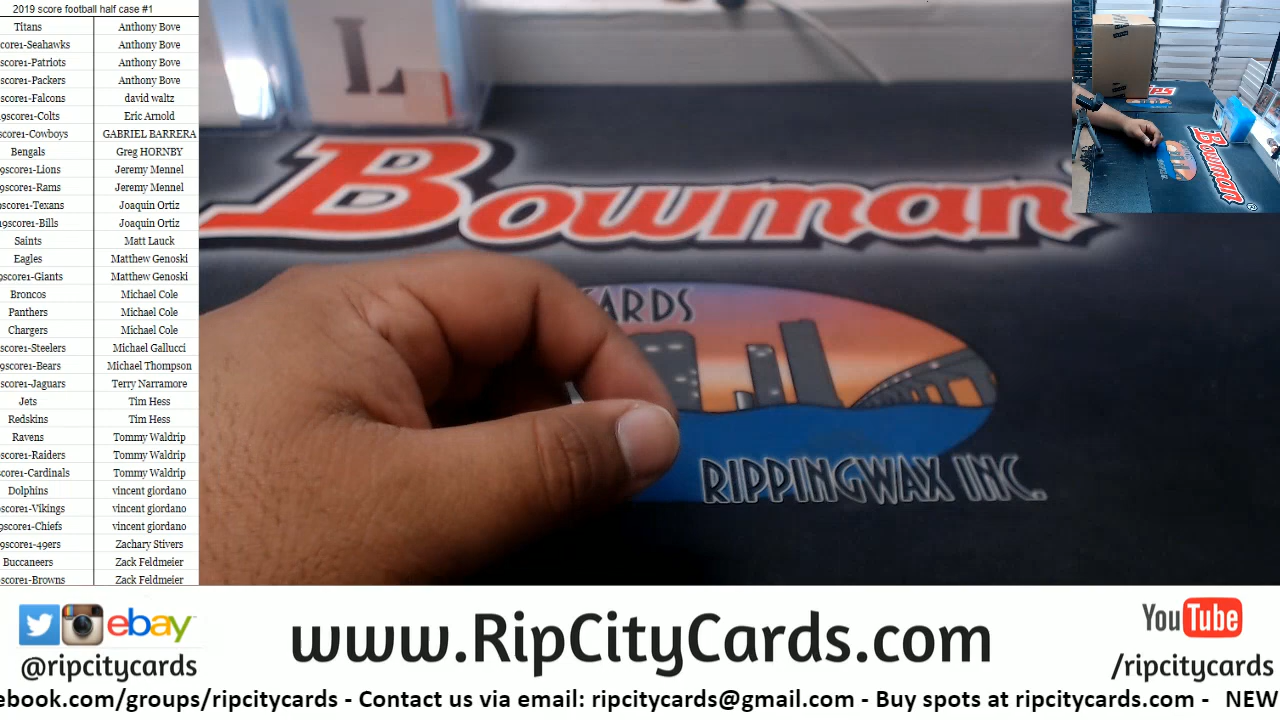 2019 score football half case #1
Titans Anthony Bove
core1-Seahawks Anthony Bove
score1-Patriots Anthony Bove
score1-Packers Anthony Bove
score1-Falcons david waltz
19score1-Colts Eric Arnold
score1-Cowboys GABRIEL BARRERA
Bengals Greg HORNBY
9score1-Lions Jeremy Mennel
9score1-Rams Jeremy Mennel
9score1-Texans Joaquin Ortiz
19score1-Bills Joaquin Ortiz
Saints Matt Lauck
Eagles Matthew Genoski
9score1-Giants Matthew Genoski
Broncos Michael Cole
Panthers Michael Cole
Chargers Michael Cole
score1-Steelers Michael Gallucci
9score1-Bears Michael Thompson
score1-Jaguars Terry Narramore
Jets Tim Hess
Redskins Tim Hess
Ravens Tommy Waldrip
score1-Raiders Tommy Waldrip
score1-Cardinals Tommy Waldrip
Dolphins vincent giordano
score1-Vikings vincent giordano
9score1-Chiefs vincent giordano
9score1-49ers Zachary Stivers
Buccaneers Zack Feldmeier
score1-Browns Zack Feldmeier
L
Bowman
CARDS
RIPPINGWAX INC.
Bowman®
ebay
@ripcitycards
www.RipCityCards.com
YouTube
/ripcitycards
ebook.com/groups/ripcitycards - Contact us via email: ripcitycards@gmail.com - Buy spots at ripcitycards.com - NEW